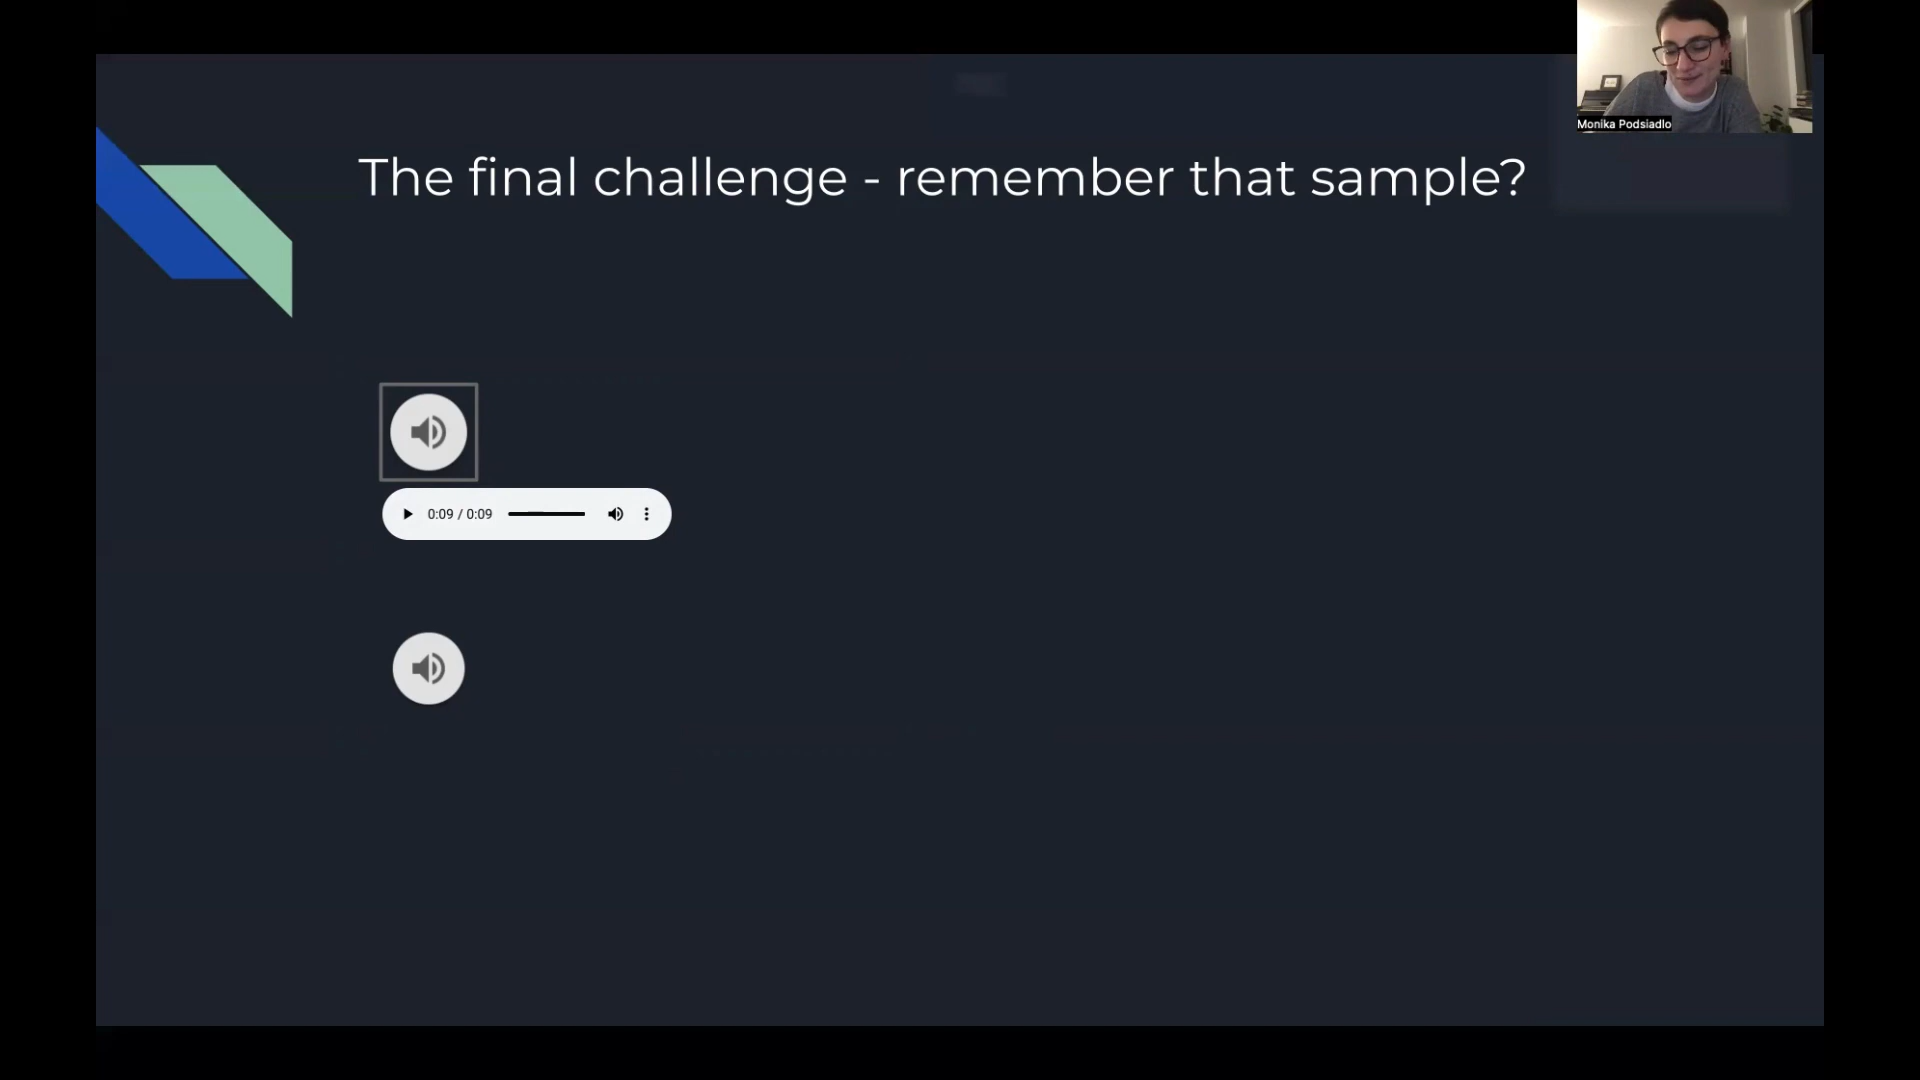 Monika Podsiadlo
The final challenge - remember that sample?
0:09 / 0:09